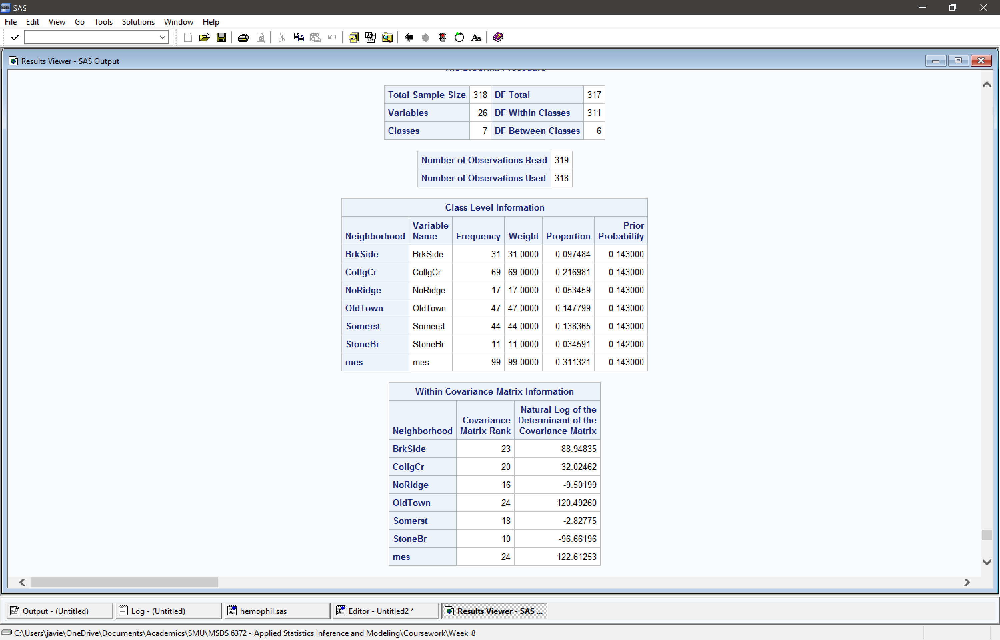 SAS
File Edit View Go Tools Solutions Window Help
Results Viewer - SAS Output
Total Sample Size 318 DF Total 317
Variables 26 DF Within Classes 311
Classes 7 DF Between Classes 6
Number of Observations Read 319
Number of Observations Used 318
Class Level Information
Neighborhood Variable Name Frequency Weight Proportion Prior Probability
BrkSide BrkSide 31 31.0000 0.097484 0.143000
CollgCr CollgCr 69 69.0000 0.216981 0.143000
NoRidge NoRidge 17 17.0000 0.053459 0.143000
OldTown OldTown 47 47.0000 0.147799 0.143000
Somerst Somerst 44 44.0000 0.138365 0.143000
StoneBr StoneBr 11 11.0000 0.034591 0.142000
mes mes 99 99.0000 0.311321 0.143000
Within Covariance Matrix Information
Neighborhood Covariance Matrix Rank Natural Log of the Determinant of the Covariance Matrix
BrkSide 23 88.94835
CollgCr 20 32.02462
NoRidge 16 -9.50199
OldTown 24 120.49260
Somerst 18 -2.82775
StoneBr 10 -96.66196
mes 24 122.61253
Output - (Untitled) Log - (Untitled) hemophil.sas Editor - Untitled2 * Results Viewer - SAS ...
C:\Users\javie\OneDrive\Documents\Academics\SMU\MSDS 6372 - Applied Statistics Inference and Modeling\Coursework\Week_8